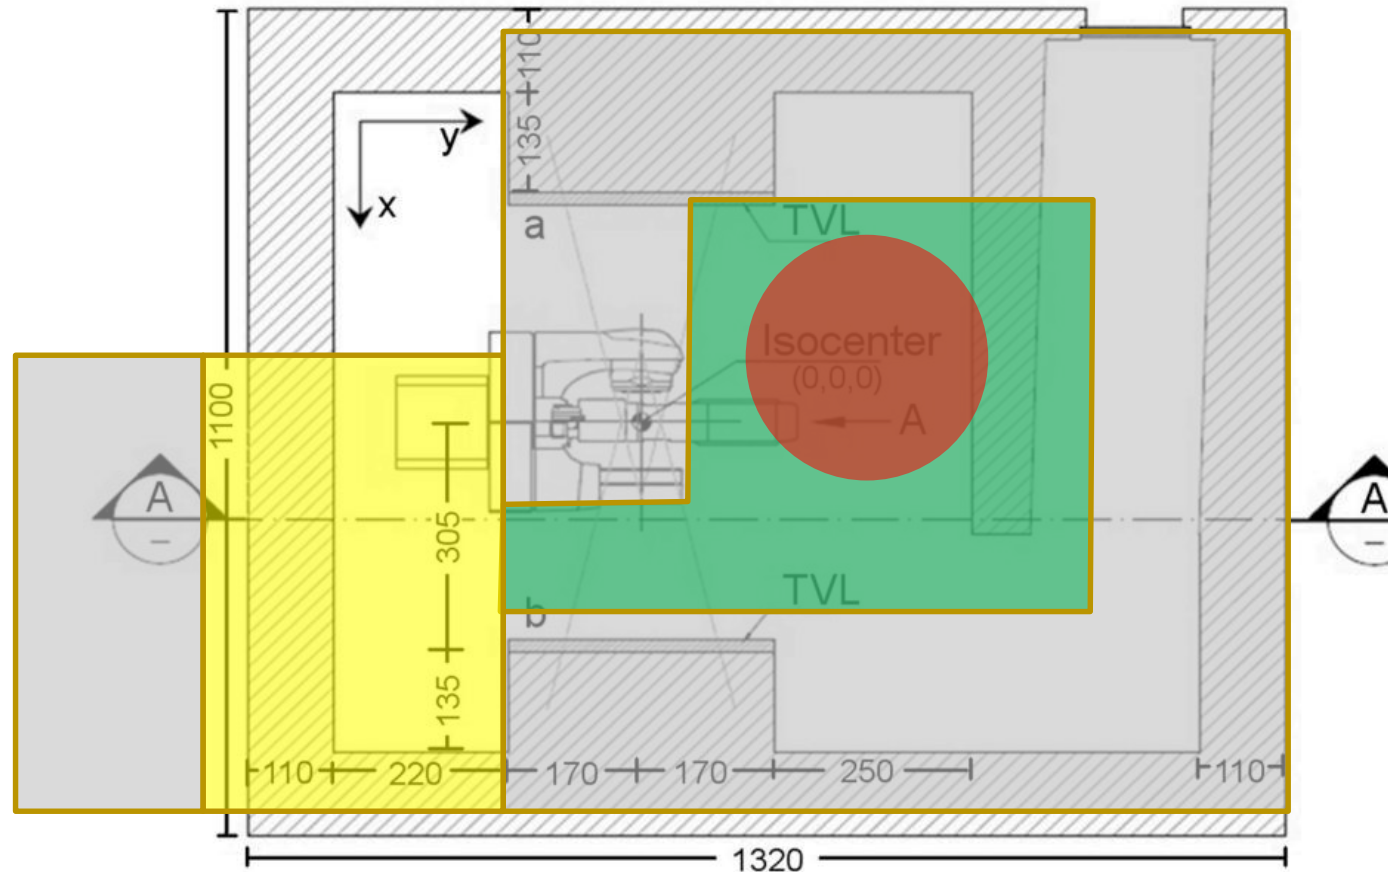 110
135
y
x
a
TVL
Isocenter
(0,0,0)
A
1100
A
–
A
–
305
b
TVL
135
110 220 170 170 250 110
1320